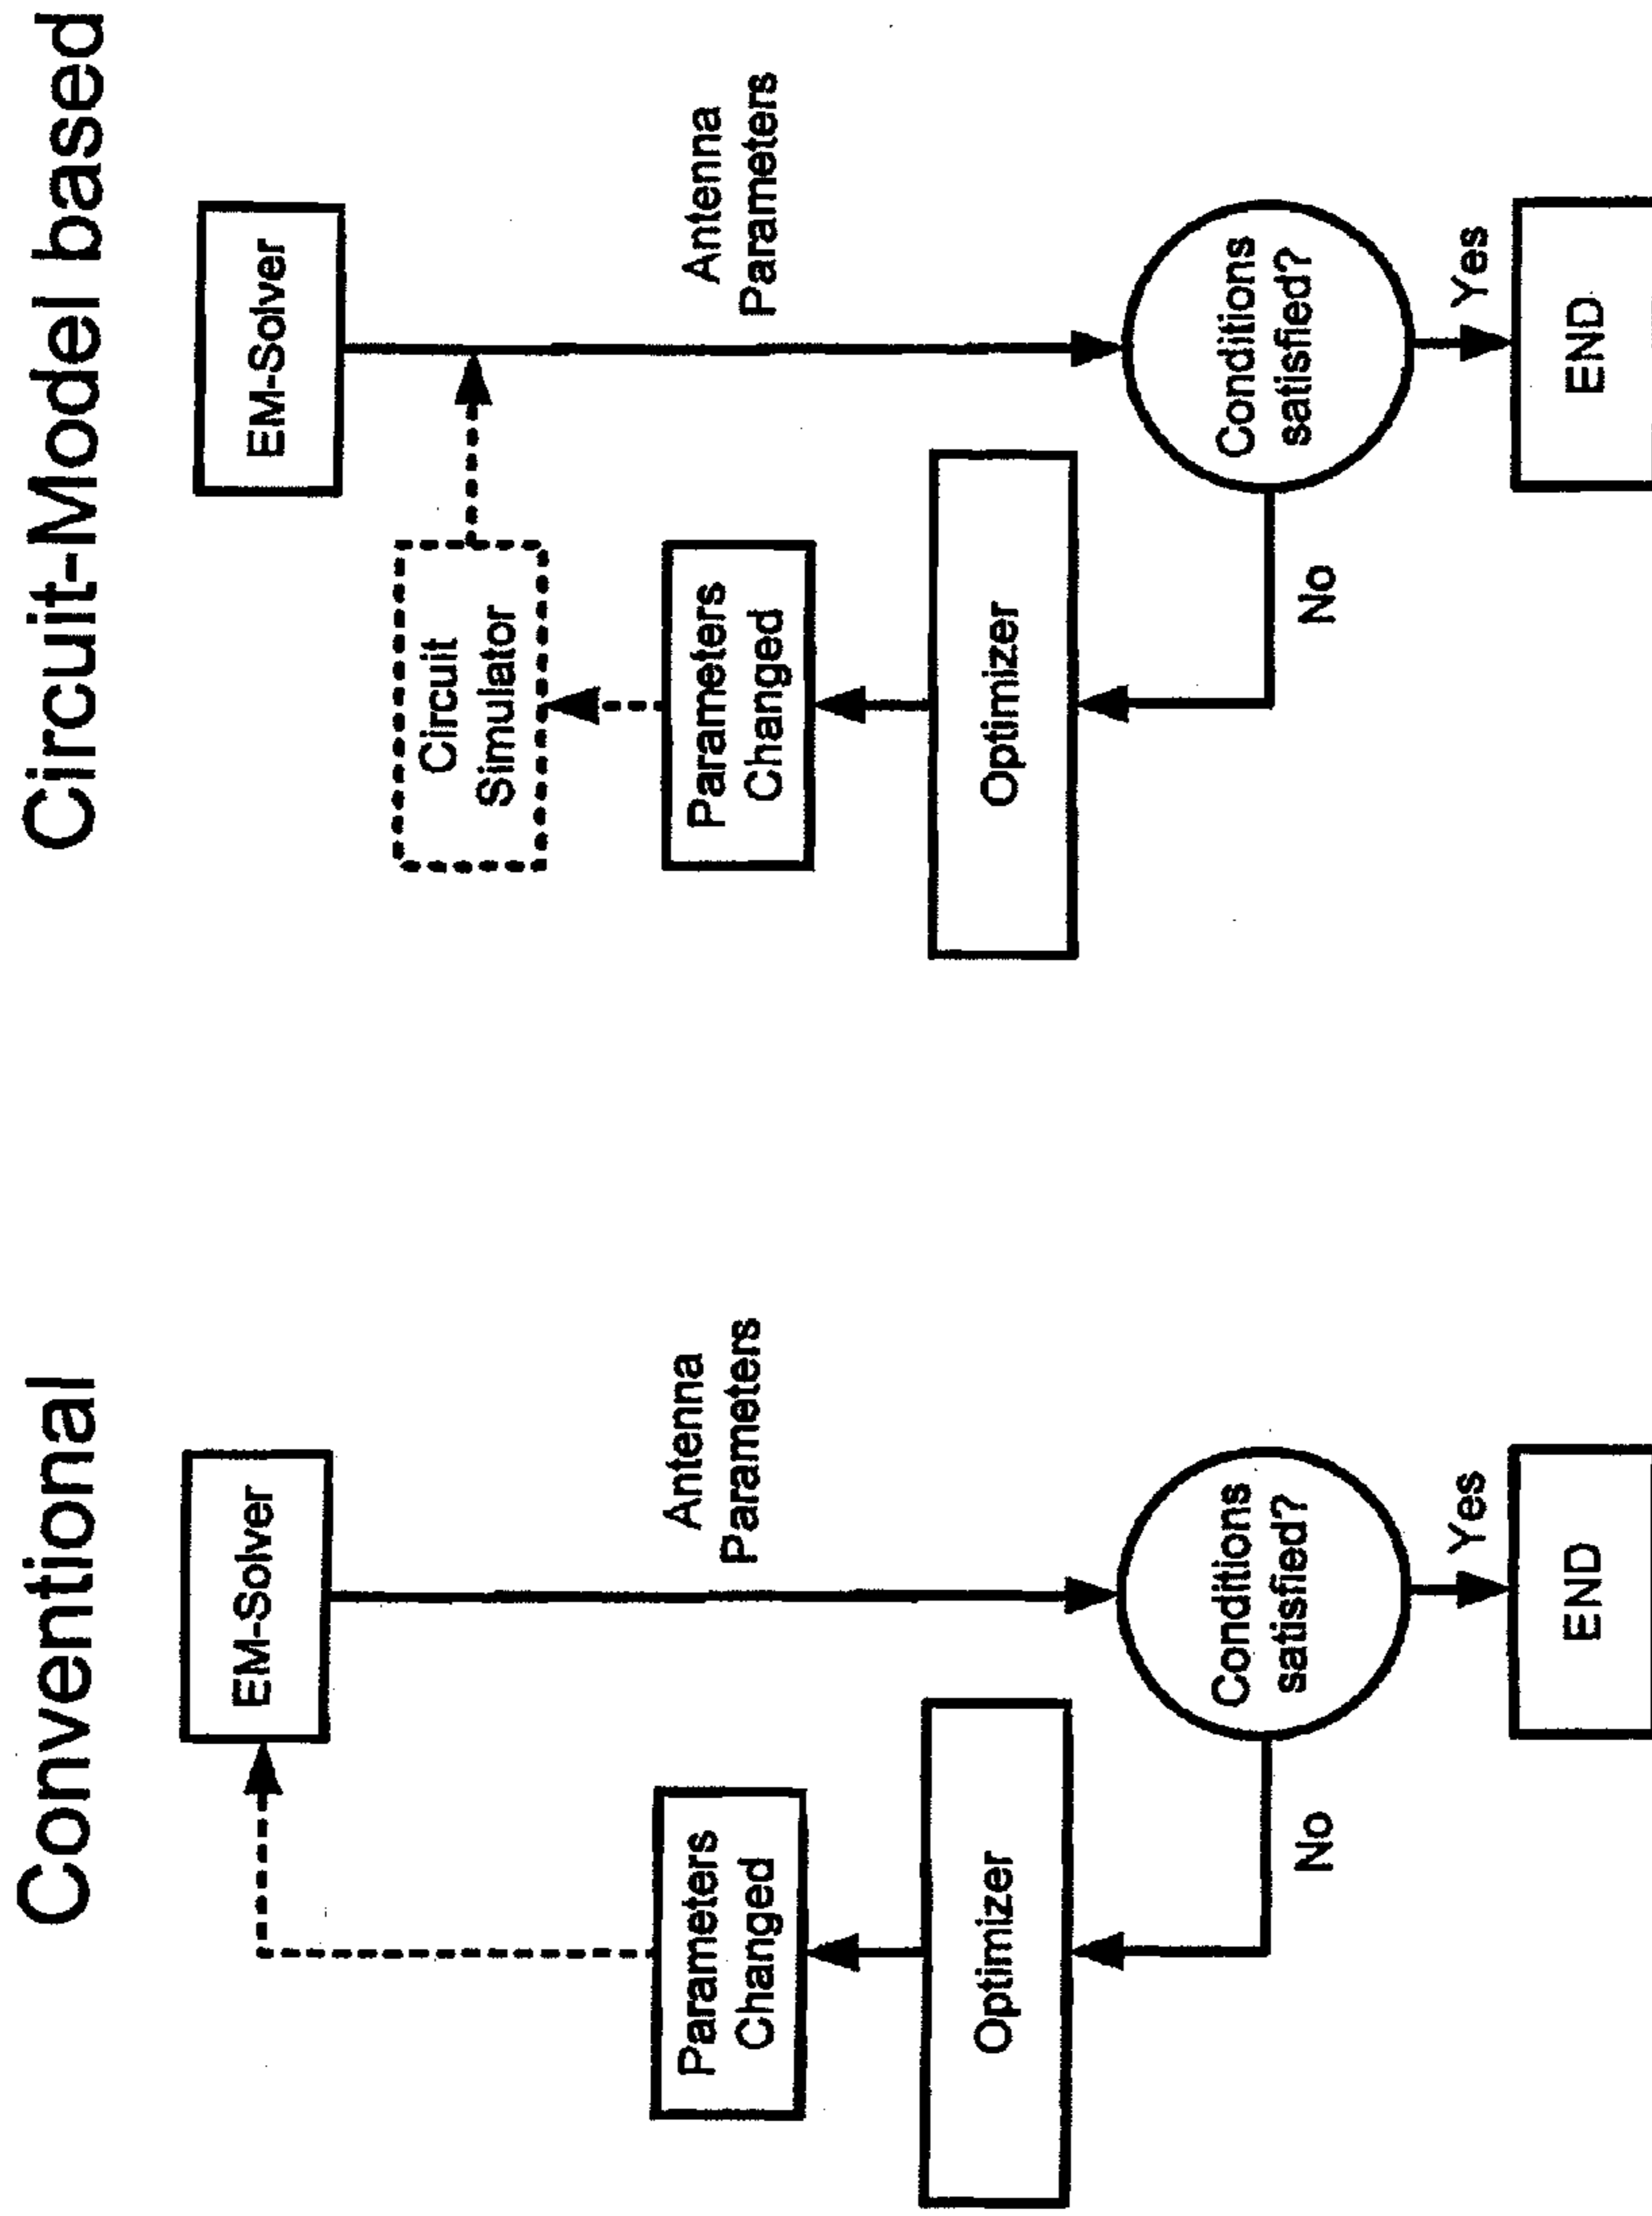 Conventional
EM-Solver
Antenna
Parameters
Parameters
Changed
Optimizer
Conditions
satisfied?
No
Yes
END
Circuit-Model based
EM-Solver
Circuit
Simulator
Antenna
Parameters
Parameters
Changed
Optimizer
Conditions
satisfied?
No
Yes
END